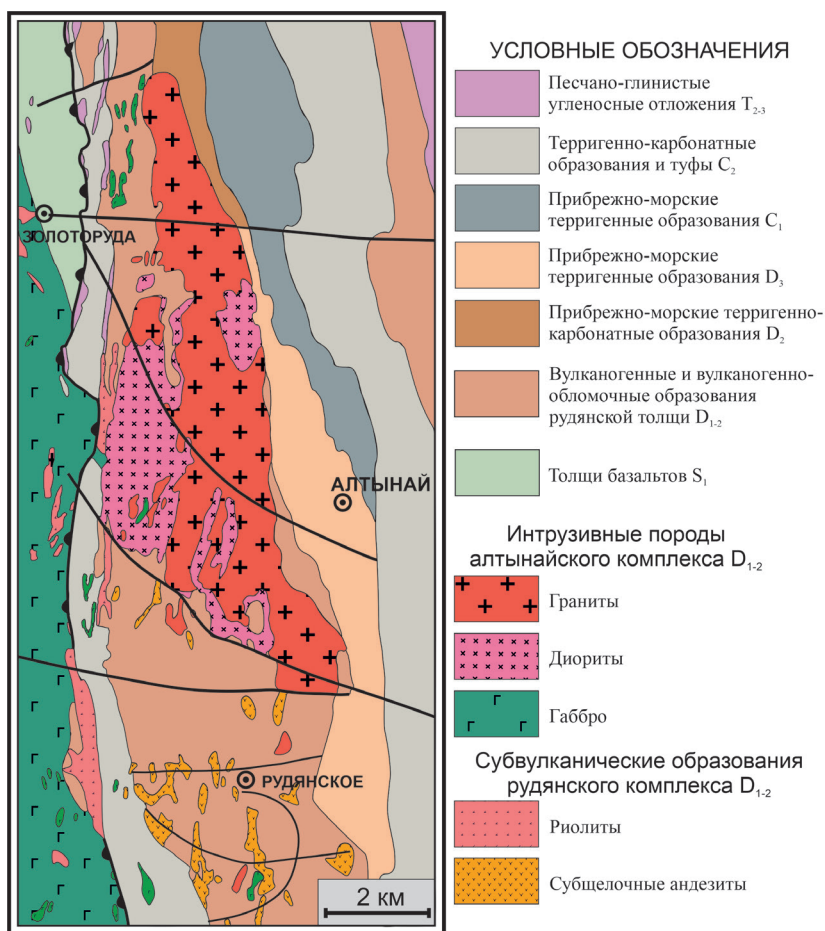 ЗОЛОТОРУДА
АЛТЫНАЙ
РУДЯНСКОЕ
2 км
УСЛОВНЫЕ ОБОЗНАЧЕНИЯ
Песчано-глинистые
угленосные отложения T₂₋₃
Терригенно-карбонатные
образования и туфы C₂
Прибрежно-морские
терригенные образования C₁
Прибрежно-морские
терригенные образования D₃
Прибрежно-морские терригенно-
карбонатные образования D₂
Вулканогенные и вулканогенно-
обломочные образования
рудянской толщи D₁₋₂
Толщи базальтов S₁
Интрузивные породы
алтынайского комплекса D₁₋₂
Граниты
Диориты
Габбро
Субвулканические образования
рудянского комплекса D₁₋₂
Риолиты
Субщелочные андезиты